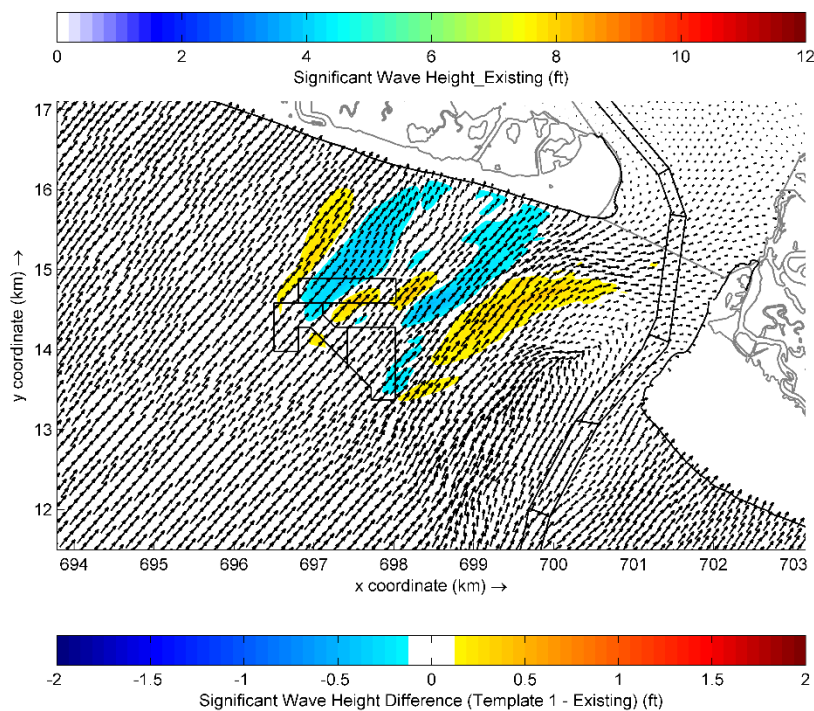 0 2 4 6 8 10 12
Significant Wave Height_Existing (ft)
17
16
15
14
13
12
y coordinate (km) →
694 695 696 697 698 699 700 701 702 703
x coordinate (km) →
-2 -1.5 -1 -0.5 0 0.5 1 1.5 2
Significant Wave Height Difference (Template 1 - Existing) (ft)